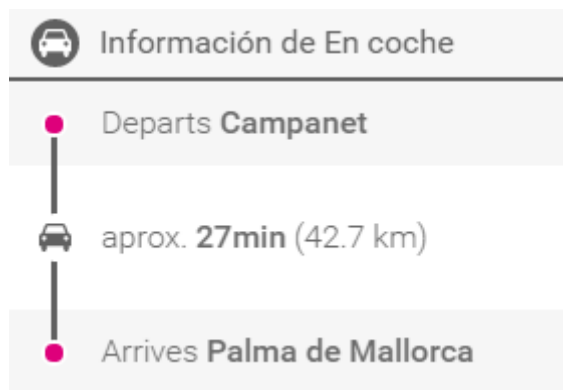 Información de En coche
Departs Campanet
aprox. 27min (42.7 km)
Arrives Palma de Mallorca